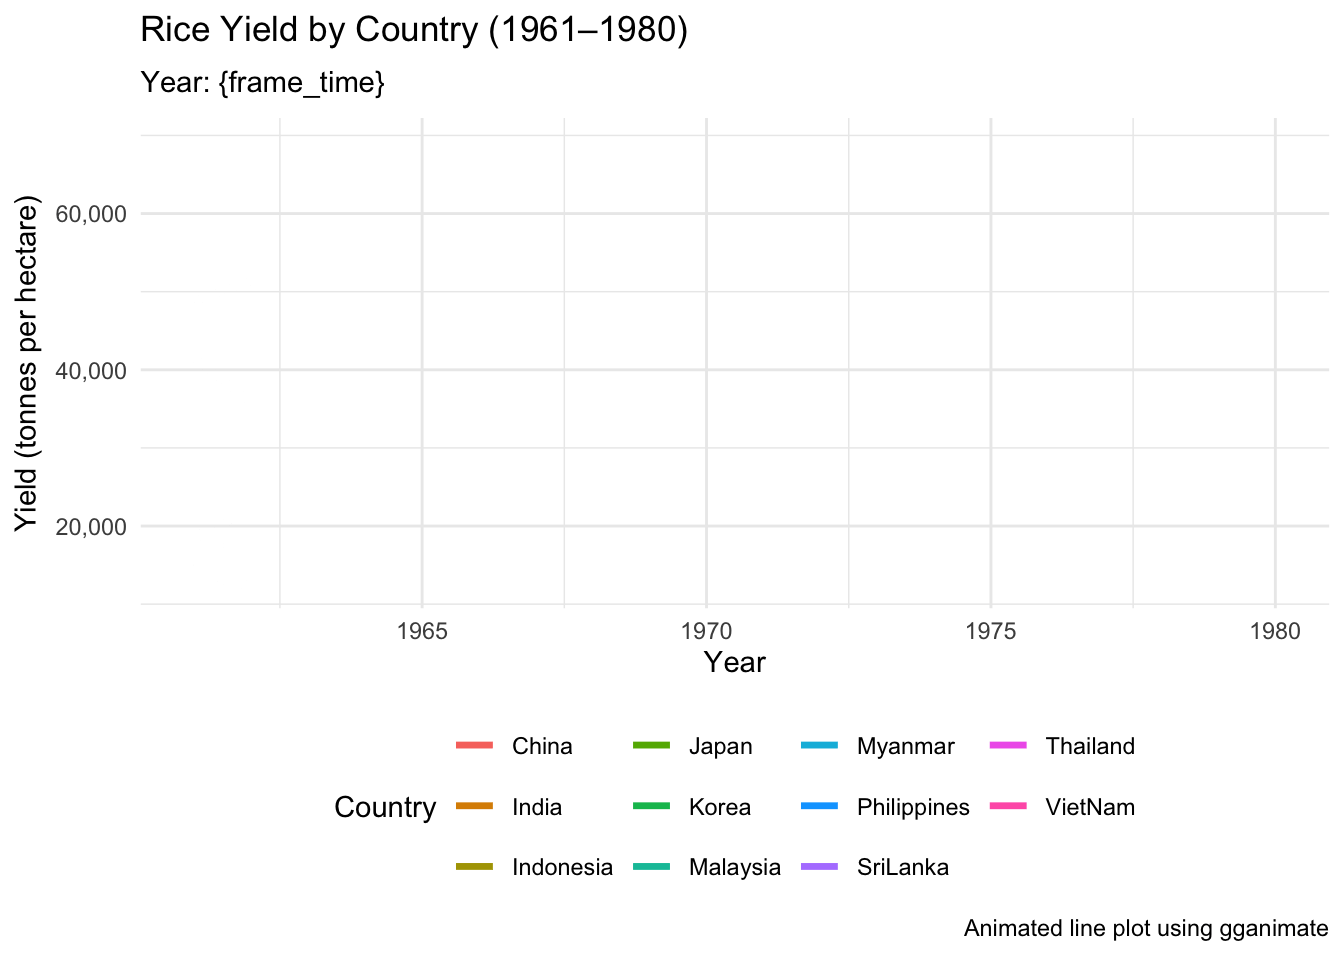 Rice Yield by Country (1961–1980)
Year: {frame_time}
Yield (tonnes per hectare)
60,000
40,000
20,000
1965 1970 1975 1980
Year
Country
China Japan Myanmar Thailand
India Korea Philippines VietNam
Indonesia Malaysia SriLanka
Animated line plot using gganimate